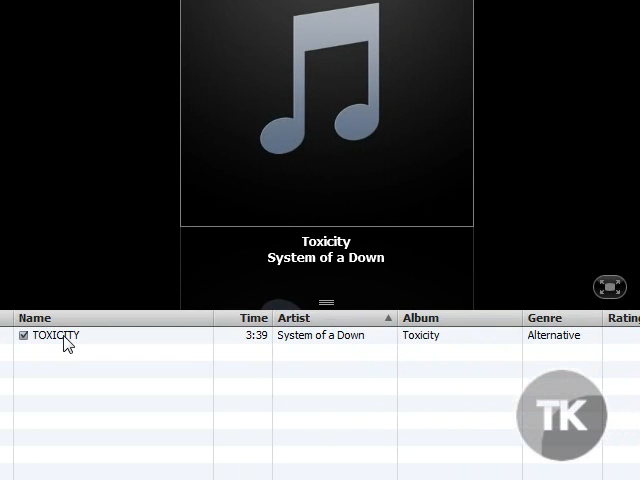 Toxicity
System of a Down
Name Time Artist Album Genre Rating
TOXICITY 3:39 System of a Down Toxicity Alternative
TK